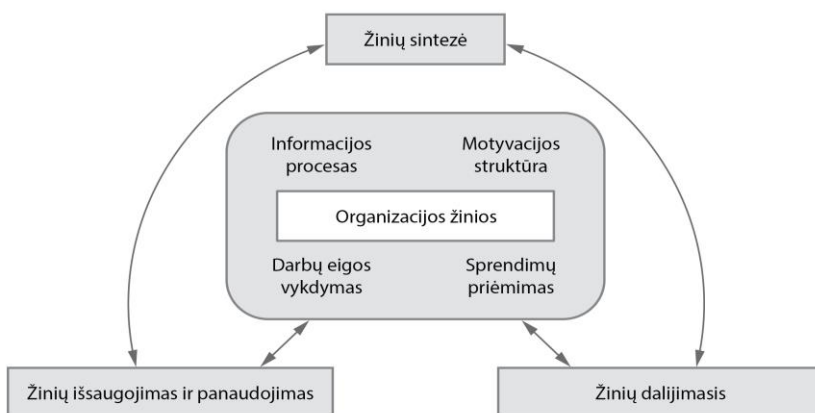 Žinių sintezė
Informacijos
procesas
Motyvacijos
struktūra
Organizacijos žinios
Darbų eigos
vykdymas
Sprendimų
priėmimas
Žinių išsaugojimas ir panaudojimas
Žinių dalijimasis